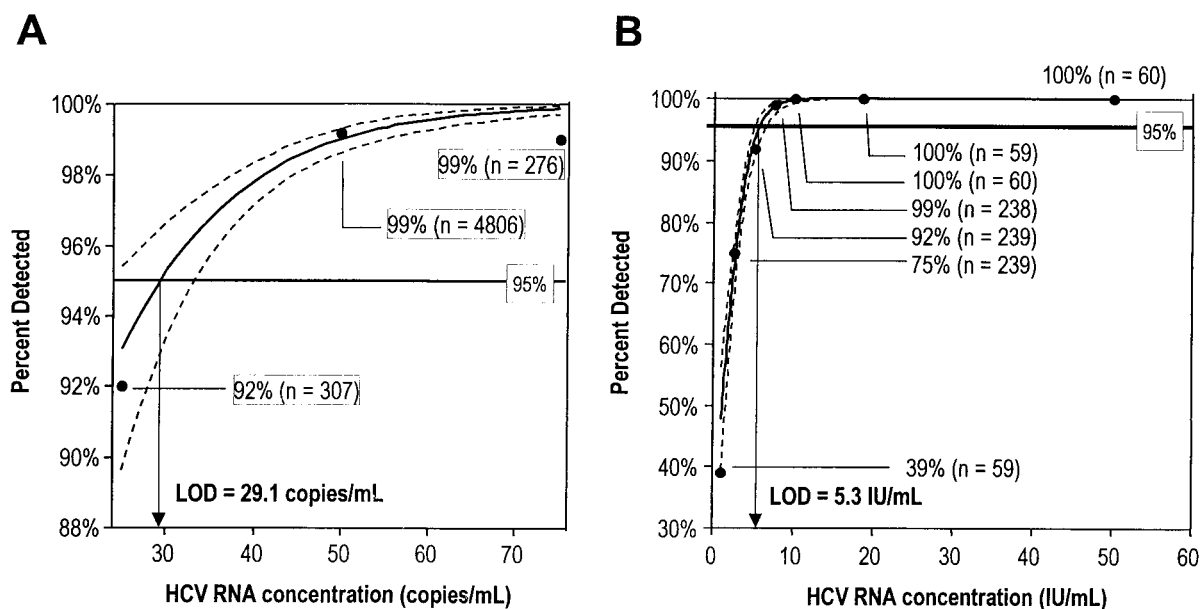 A
Percent Detected
100%
98%
96%
94%
92%
90%
88%
99% (n = 276)
99% (n = 4806)
95%
92% (n = 307)
LOD = 29.1 copies/mL
30
40
50
60
70
HCV RNA concentration (copies/mL)
B
Percent Detected
100% (n = 60)
100%
90%
80%
70%
60%
50%
40%
30%
95%
100% (n = 59)
100% (n = 60)
99% (n = 238)
92% (n = 239)
75% (n = 239)
39% (n = 59)
LOD = 5.3 IU/mL
0
10
20
30
40
50
60
HCV RNA concentration (IU/mL)